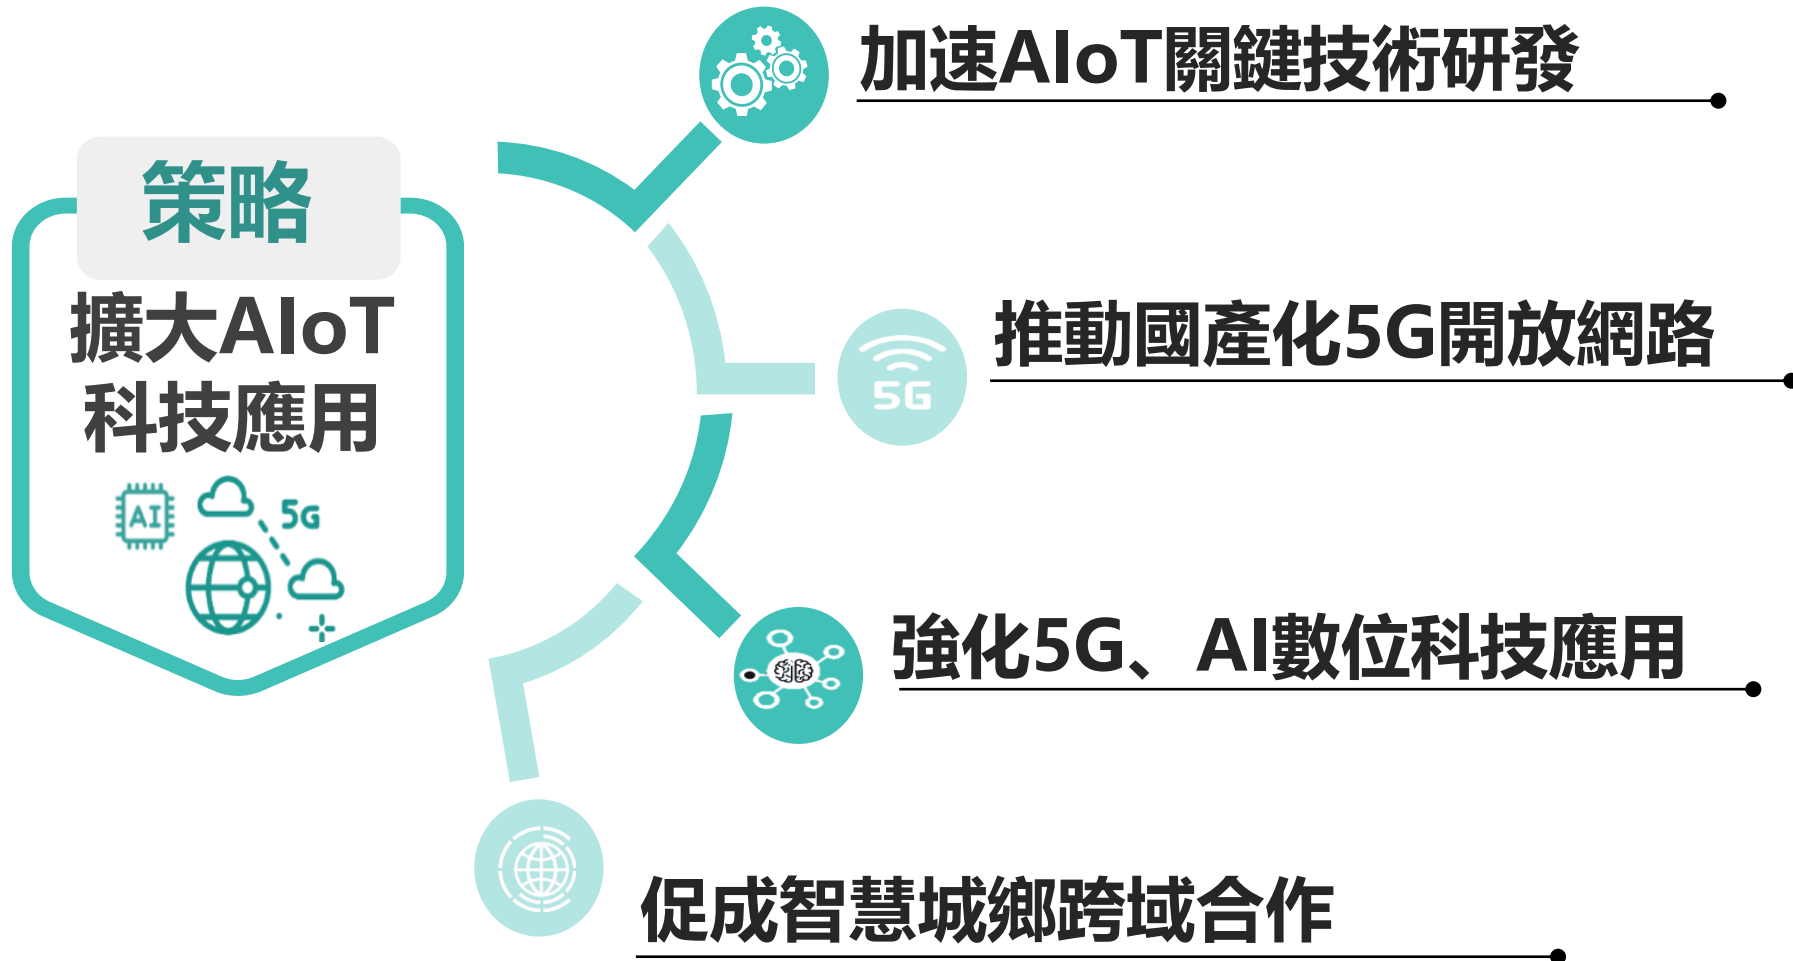 策略
擴大AIoT
科技應用
AI
5G
加速AIoT關鍵技術研發
5G
推動國產化5G開放網路
強化5G、AI數位科技應用
促成智慧城鄉跨域合作